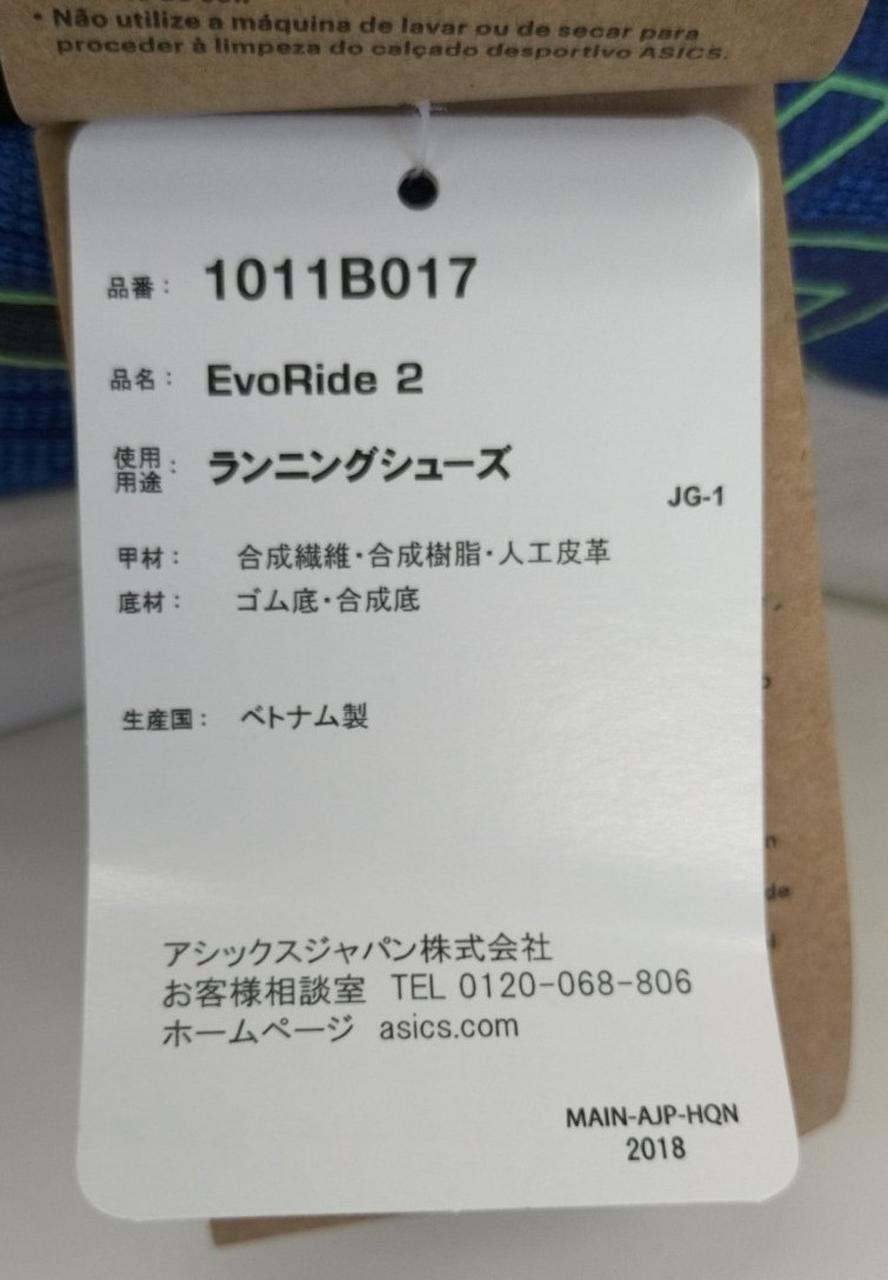 • Não utilize a máquina de lavar ou de secar para
proceder à limpeza do calçado desportivo ASICS.
品番： 1011B017
品名： EvoRide 2
使用用途： ランニングシューズ
JG-1
甲材： 合成繊維・合成樹脂・人工皮革
底材： ゴム底・合成底
生産国： ベトナム製
アシックスジャパン株式会社
お客様相談室 TEL 0120-068-806
ホームページ asics.com
MAIN-AJP-HQN
2018
de